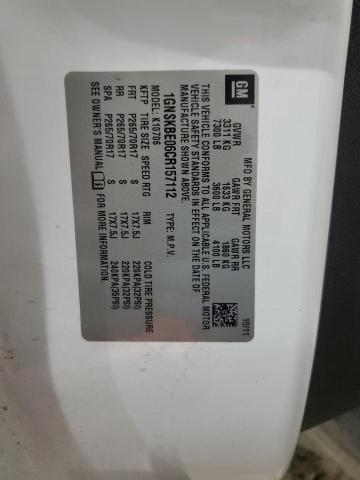 GM
MFD BY GENERAL MOTORS LLC 10/11
GVWR GAWR FRT GAWR RR
3311 KG 1633 KG 1860 KG
7300 LB 3600 LB 4100 LB
THIS VEHICLE CONFORMS TO ALL APPLICABLE U.S. FEDERAL MOTOR
VEHICLE SAFETY STANDARDS IN EFFECT ON THE DATE OF
MANUFACTURE SHOWN ABOVE.
1GNSKBE06CR157112 TYPE: M.P.V.
MODEL: K10706
KFTP TIRE SIZE SPEED RTG RIM COLD TIRE PRESSURE
FRT P265/70R17 S 17X7.5J 220KPA(32PSI)
RR P265/70R17 S 17X7.5J 220KPA(32PSI)
SPA P265/70R17 S 17X7.5J 240KPA(35PSI)
SEE OWNER'S MANUAL